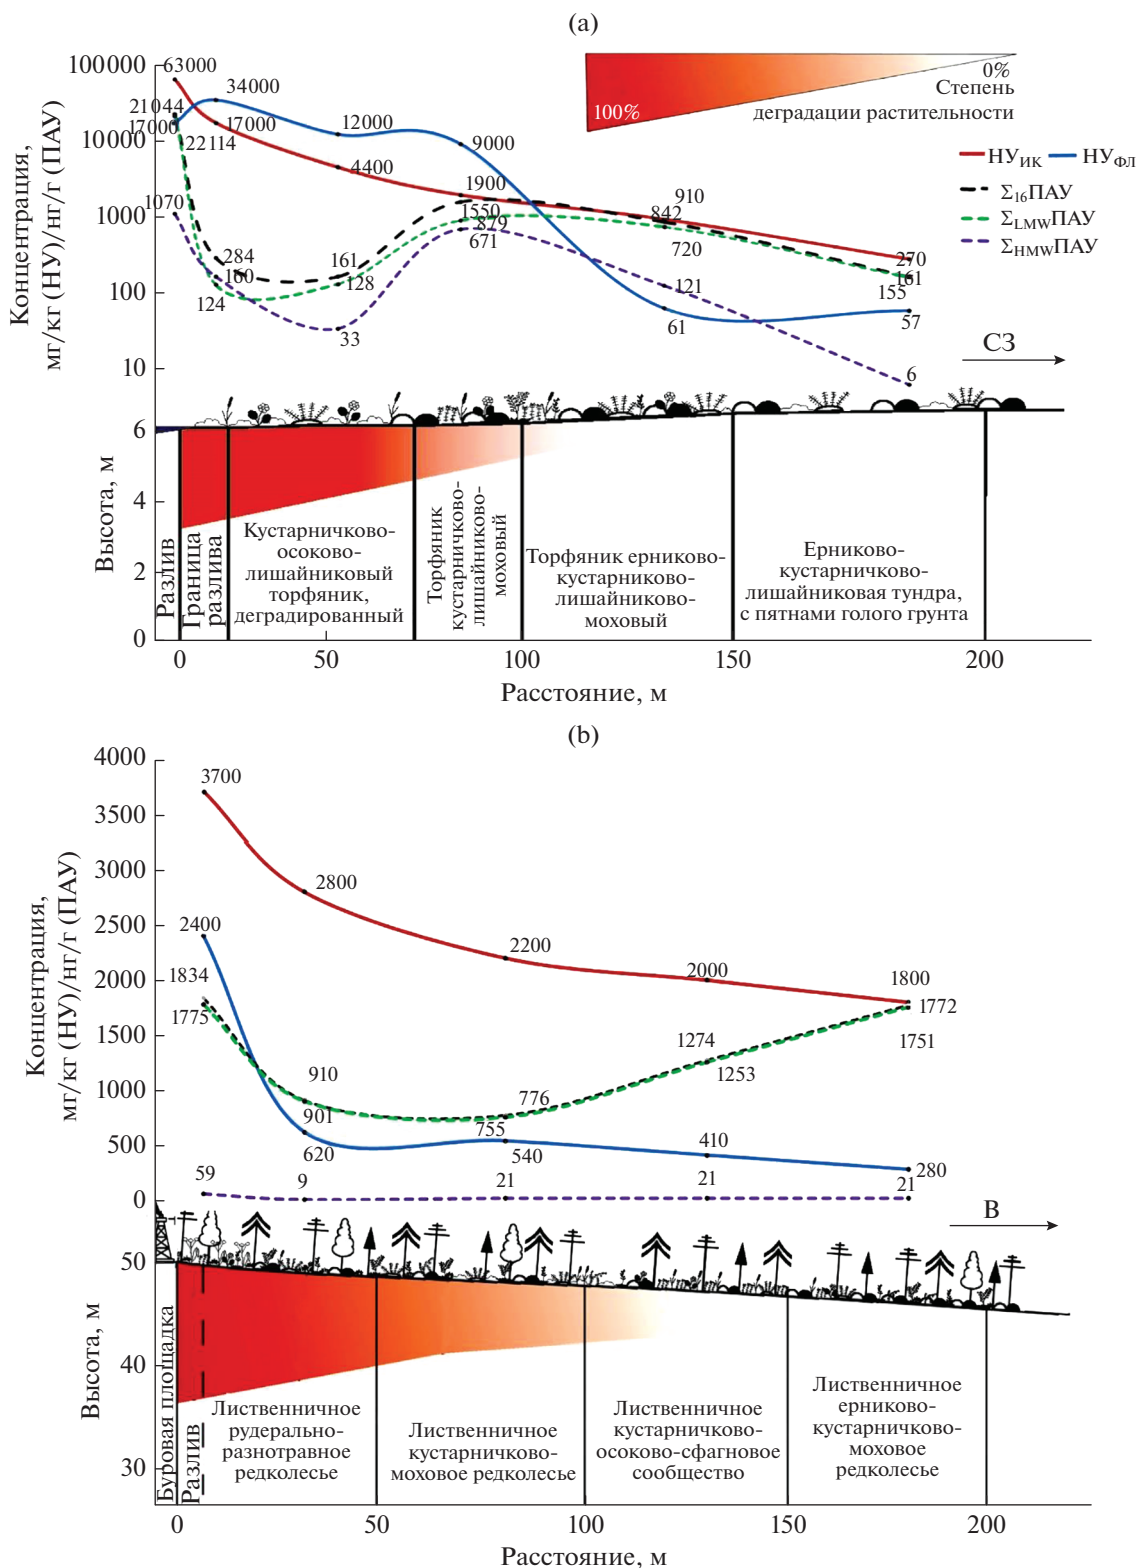 (a)
Концентрация,
мг/кг (НУ)/нг/г (ПАУ)
100000
10000
1000
100
10
63000
21044
17000
22114
1070
34000
17000
12000
4400
9000
1900
1550
879
671
910
842
720
284
160
124
161
128
33
121
61
270
161
155
57
6
100%
0%
Степень
деградации растительности
НУИК
НУФЛ
Σ16ПАУ
ΣLMWПАУ
ΣHMWПАУ
СЗ
Высота, м
6
4
2
0
Разлив
Граница
разлива
Кустарничково-
осоково-
лишайниковый
торфяник,
деградированный
Торфяник
кустарничково-
лишайниково-
моховый
Торфяник ерниково-
кустарниково-
лишайниково-
моховый
Ерниково-
кустарничково-
лишайниковая тундра,
с пятнами голого грунта
0
50
100
150
200
Расстояние, м
(b)
Концентрация,
мг/кг (НУ)/нг/г (ПАУ)
4000
3500
3000
2500
2000
1500
1000
500
0
3700
2800
2200
2000
1800
2400
1834
1775
1772
1751
1274
1253
910
901
620
776
755
540
410
280
59
9
21
21
21
В
Высота, м
50
40
30
Буровая площадка
Разлив
Лиственничное
рудерально-
разнотравное
редколесье
Лиственничное
кустарничково-
моховое редколесье
Лиственничное
кустарничково-
осоково-сфагновое
сообщество
Лиственничное
ерниково-
кустарничково-
моховое
редколесье
0
50
100
150
200
Расстояние, м